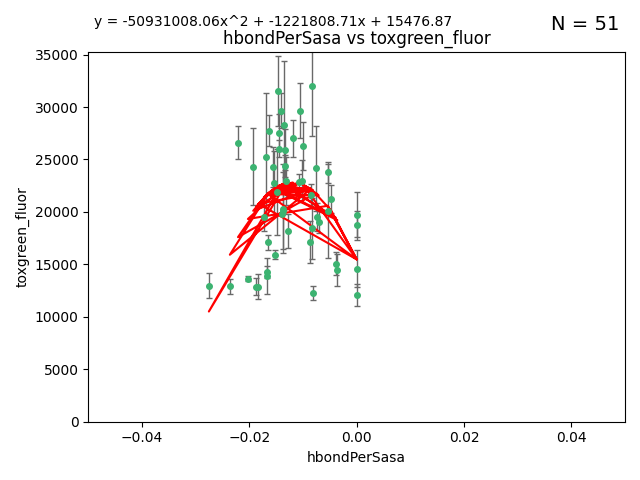 y = -50931008.06x^2 + -1221808.71x + 15476.87
N = 51
hbondPerSasa vs toxgreen_fluor
35000
30000
25000
20000
15000
10000
5000
0
toxgreen_fluor
−0.04
−0.02
0.00
0.02
0.04
hbondPerSasa